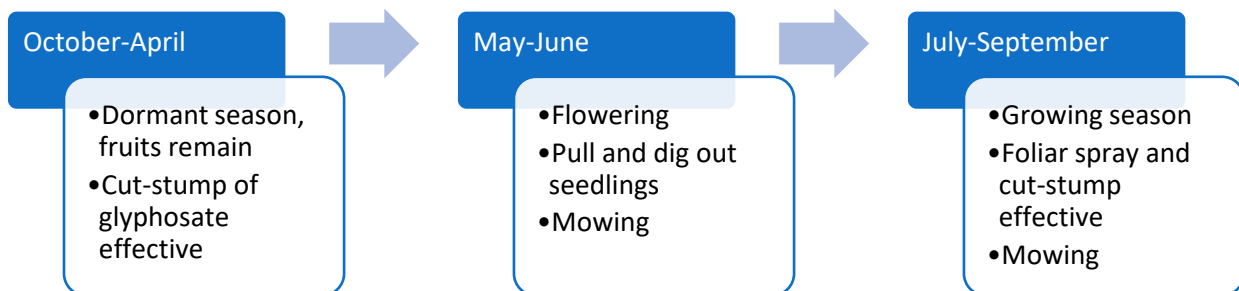 October-April
•Dormant season,
fruits remain
•Cut-stump of
glyphosate
effective
May-June
•Flowering
•Pull and dig out
seedlings
•Mowing
July-September
•Growing season
•Foliar spray and
cut-stump
effective
•Mowing